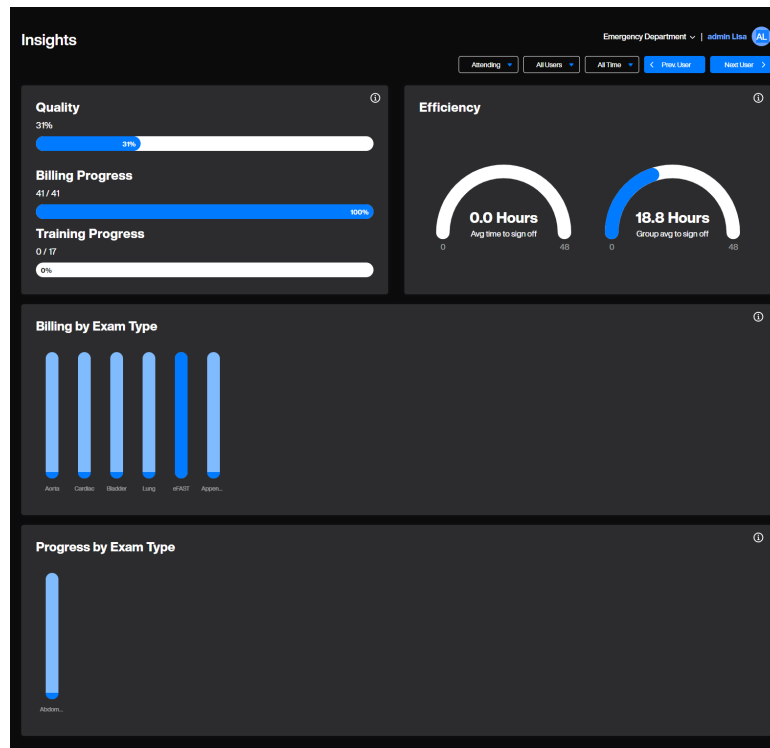 Insights
Emergency Department | admin Lisa AL
Attending All Users All Time Prev. User Next User
Quality
31%
31%
Billing Progress
41 / 41
100%
Training Progress
0 / 17
0%
Efficiency
0.0 Hours
Avg time to sign off
0 48
18.8 Hours
Group avg to sign off
0 48
Billing by Exam Type
Aorta Cardiac Bladder Lung eFAST Appen...
Progress by Exam Type
Abdom...